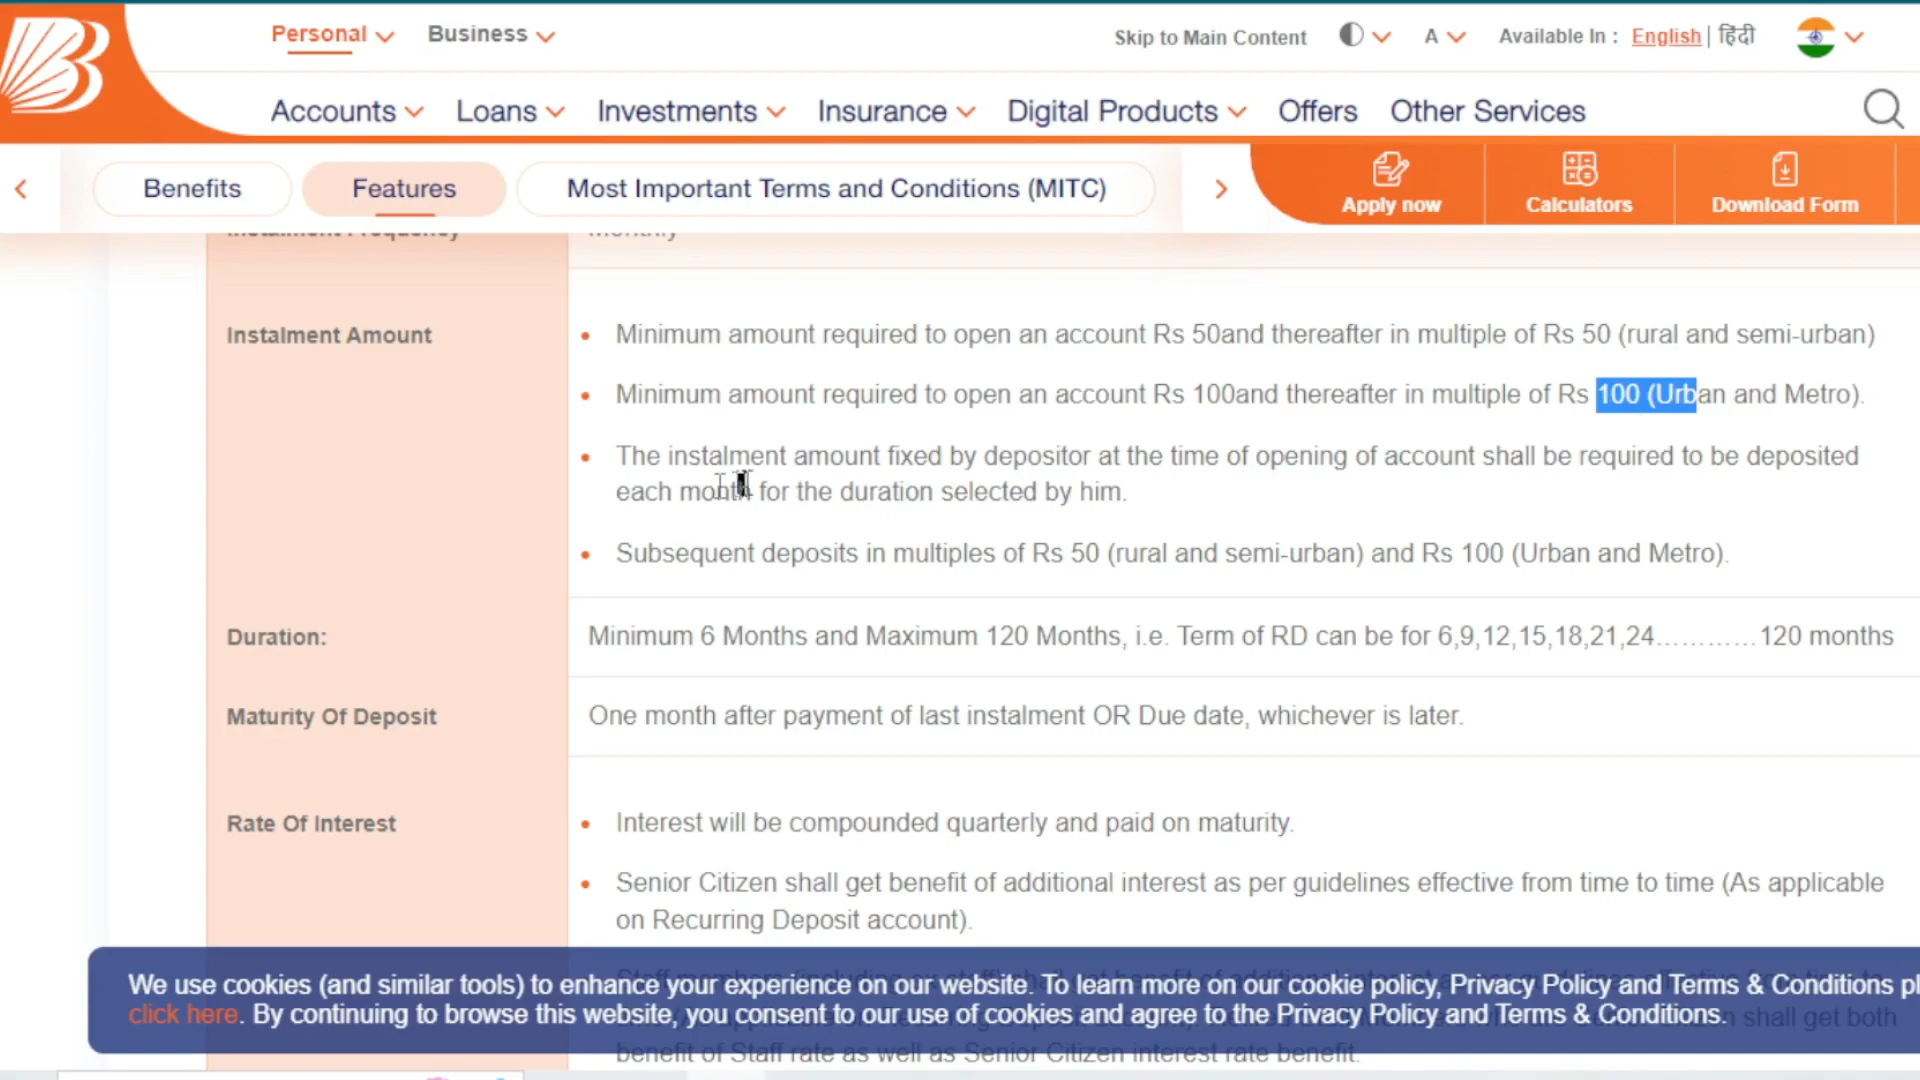 Personal
Business
Skip to Main Content
A
Available In : English | हिंदी
Accounts
Loans
Investments
Insurance
Digital Products
Offers
Other Services
Benefits
Features
Most Important Terms and Conditions (MITC)
Apply now
Calculators
Download Form
Instalment Frequency
Monthly
Instalment Amount
Minimum amount required to open an account Rs 50and thereafter in multiple of Rs 50 (rural and semi-urban)
Minimum amount required to open an account Rs 100and thereafter in multiple of Rs 100 (Urban and Metro).
The instalment amount fixed by depositor at the time of opening of account shall be required to be deposited
each month for the duration selected by him.
Subsequent deposits in multiples of Rs 50 (rural and semi-urban) and Rs 100 (Urban and Metro).
Duration:
Minimum 6 Months and Maximum 120 Months, i.e. Term of RD can be for 6,9,12,15,18,21,24…………120 months
Maturity Of Deposit
One month after payment of last instalment OR Due date, whichever is later.
Rate Of Interest
Interest will be compounded quarterly and paid on maturity.
Senior Citizen shall get benefit of additional interest as per guidelines effective from time to time (As applicable
on Recurring Deposit account).
We use cookies (and similar tools) to enhance your experience on our website. To learn more on our cookie policy, Privacy Policy and Terms & Conditions pl
click here. By continuing to browse this website, you consent to our use of cookies and agree to the Privacy Policy and Terms & Conditions.
shall get both
benefit of Staff rate as well as Senior Citizen interest rate benefit.